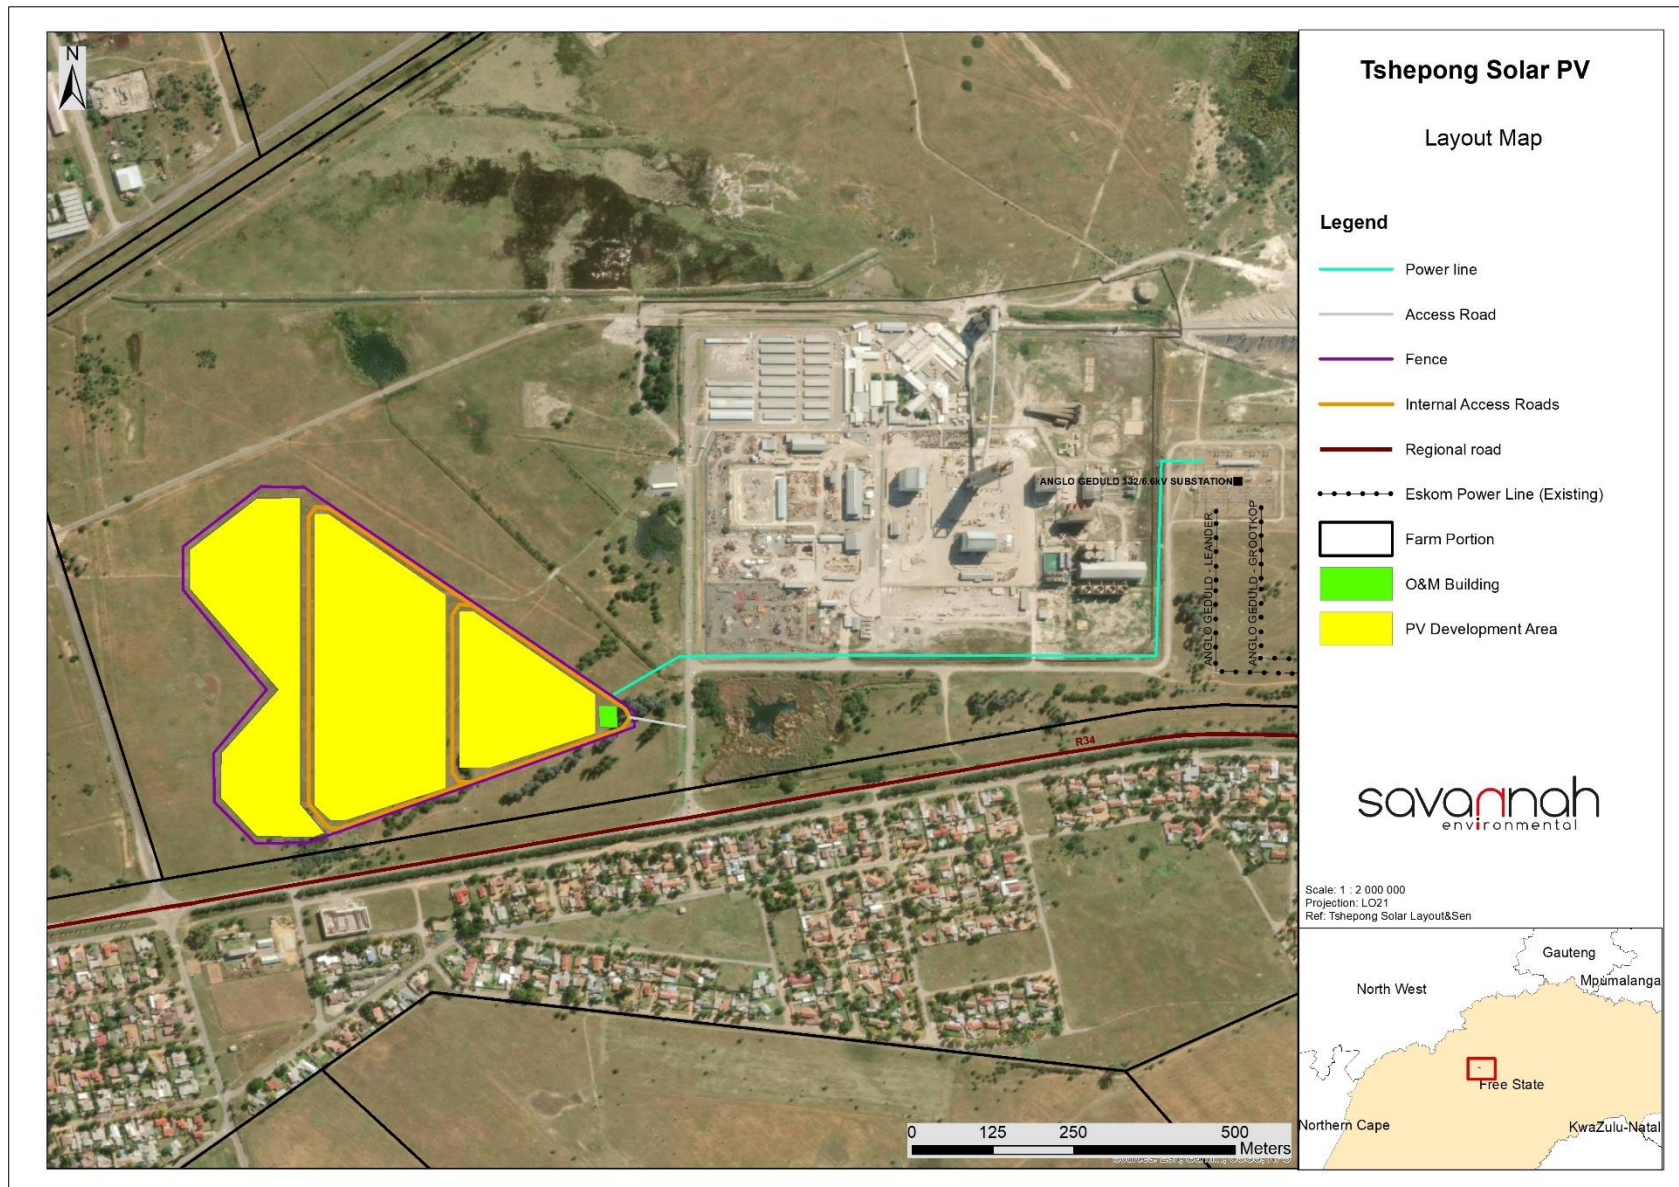 N
Tshepong Solar PV
Layout Map
Legend
Power line
Access Road
Fence
Internal Access Roads
Regional road
Eskom Power Line (Existing)
Farm Portion
O&M Building
PV Development Area
ANGLO GEDULD 132/6.6kV SUBSTATION
ANGLO GEDULD - LEANDER
ANGLO GEDULD - GROOTKOP
R34
savannah
environmental
Scale: 1 : 2 000 000
Projection: LO21
Ref: Tshepong Solar Layout&Sen
Gauteng
North West
Mpumalanga
Free State
Northern Cape
KwaZulu-Natal
0 125 250 500
Meters